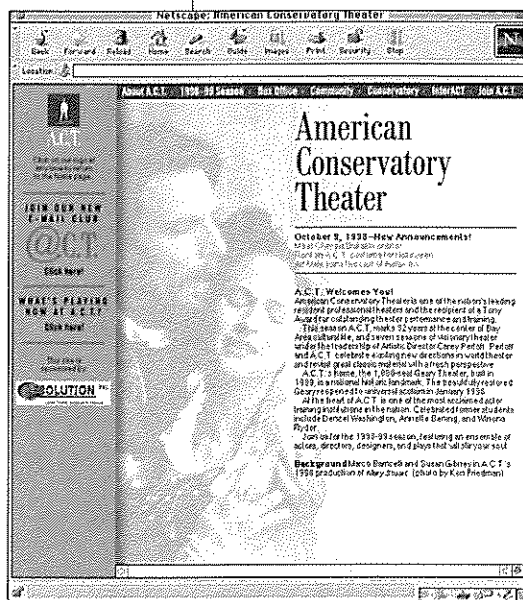 Netscape: American Conservatory Theater
Back Forward Reload Home Search Guide Images Print Security Stop
N
Location:
About A.C.T. 1998-99 Season Box Office Community Conservatory InterACT Join A.C.T.
A.C.T.
JOIN OUR NEW
E-MAIL CLUB
@C.T.
Click here!
WHAT'S PLAYING
NOW AT A.C.T.?
Click here!
SOLUTION
American
Conservatory
Theater
October 9, 1998–New Announcements!
A.C.T. Welcomes You!
American Conservatory Theater is one of the nation's leading
resident professional theaters and the recipient of a Tony
Award for outstanding theater performance and training.
This season A.C.T. marks 32 years at the center of Bay
Area cultural life, and seven seasons of visionary theater
under the leadership of Artistic Director Carey Perloff. Perloff
and A.C.T. celebrate exciting new directions in world theater
and reveal great classic material with a fresh perspective.
A.C.T.'s home, the 1,000-seat Geary Theater, built in
is a national historic landmark. The beautifully restored
Geary reopened to universal acclaim in January 1996.
At the heart of A.C.T. is one of the most acclaimed actor
training institutions in the nation. Celebrated former students
include Denzel Washington, Annette Bening, and Winona
Ryder.
Join us for the 1998-99 season, featuring an ensemble of
actors, directors, designers, and plays that will stir your soul.
Background Marco Barricelli and Susan Gibney in A.C.T.'s
1998 production of Mary Stuart (photo by Ken Friedman)